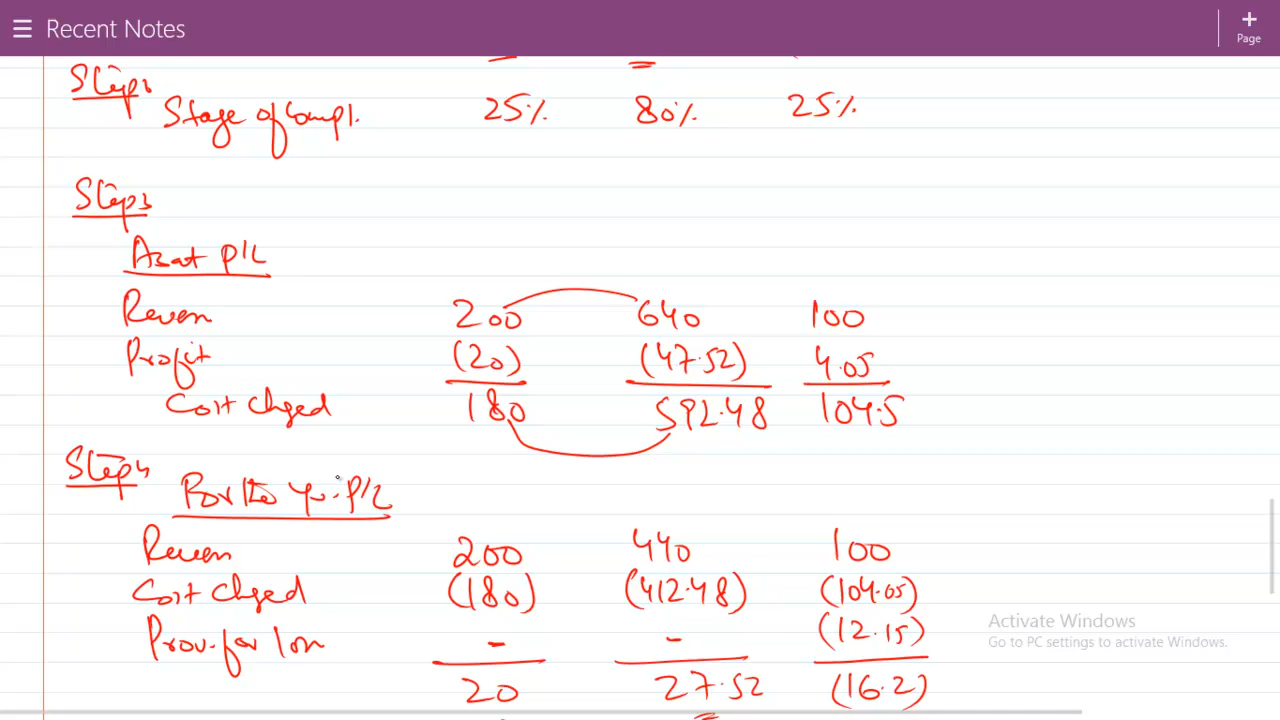 Recent Notes
Page
Step2
Stage of Compl. 25% 80% 25%
Step3
As at P/L
Reven 200 640 100
Profit (20) (47.52) 4.05
Cost Chged 180 592.48 104.5
Step4
For the yr. P/L
Reven 200 440 100
Cost Chged (180) (412.48) (104.05)
Prov. for loss - - (12.15)
20 27.52 (16.2)
Activate Windows
Go to PC settings to activate Windows.